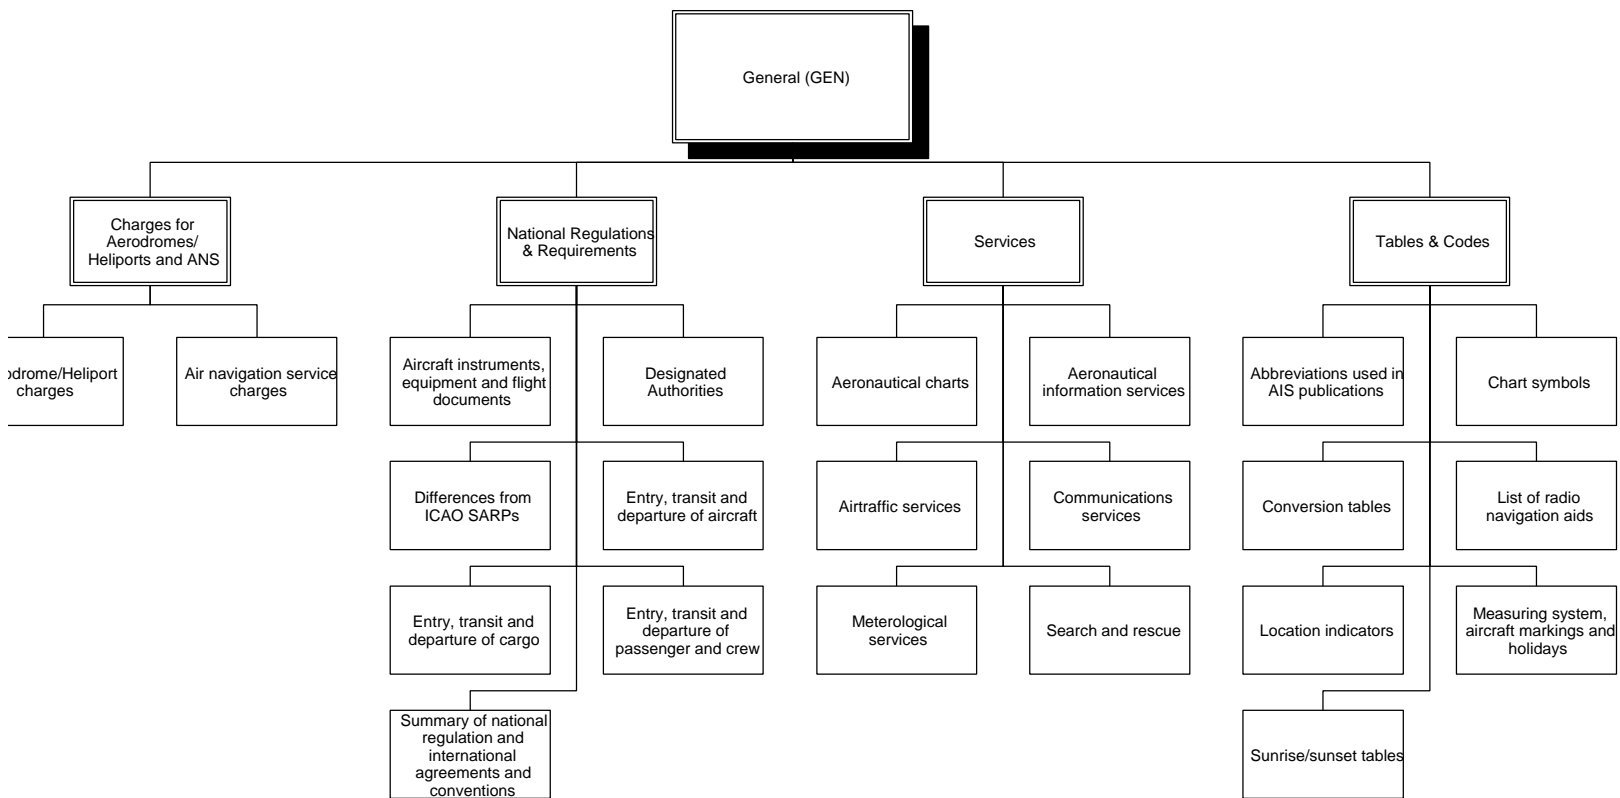 General (GEN)
Charges for
Aerodromes/
Heliports and ANS
National Regulations
& Requirements
Services
Tables & Codes
odrome/Heliport
charges
Air navigation service
charges
Aircraft instruments,
equipment and flight
documents
Designated
Authorities
Aeronautical charts
Aeronautical
information services
Abbreviations used in
AIS publications
Chart symbols
Differences from
ICAO SARPs
Entry, transit and
departure of aircraft
Airtraffic services
Communications
services
Conversion tables
List of radio
navigation aids
Entry, transit and
departure of cargo
Entry, transit and
departure of
passenger and crew
Meterological
services
Search and rescue
Location indicators
Measuring system,
aircraft markings and
holidays
Summary of national
regulation and
international
agreements and
conventions
Sunrise/sunset tables